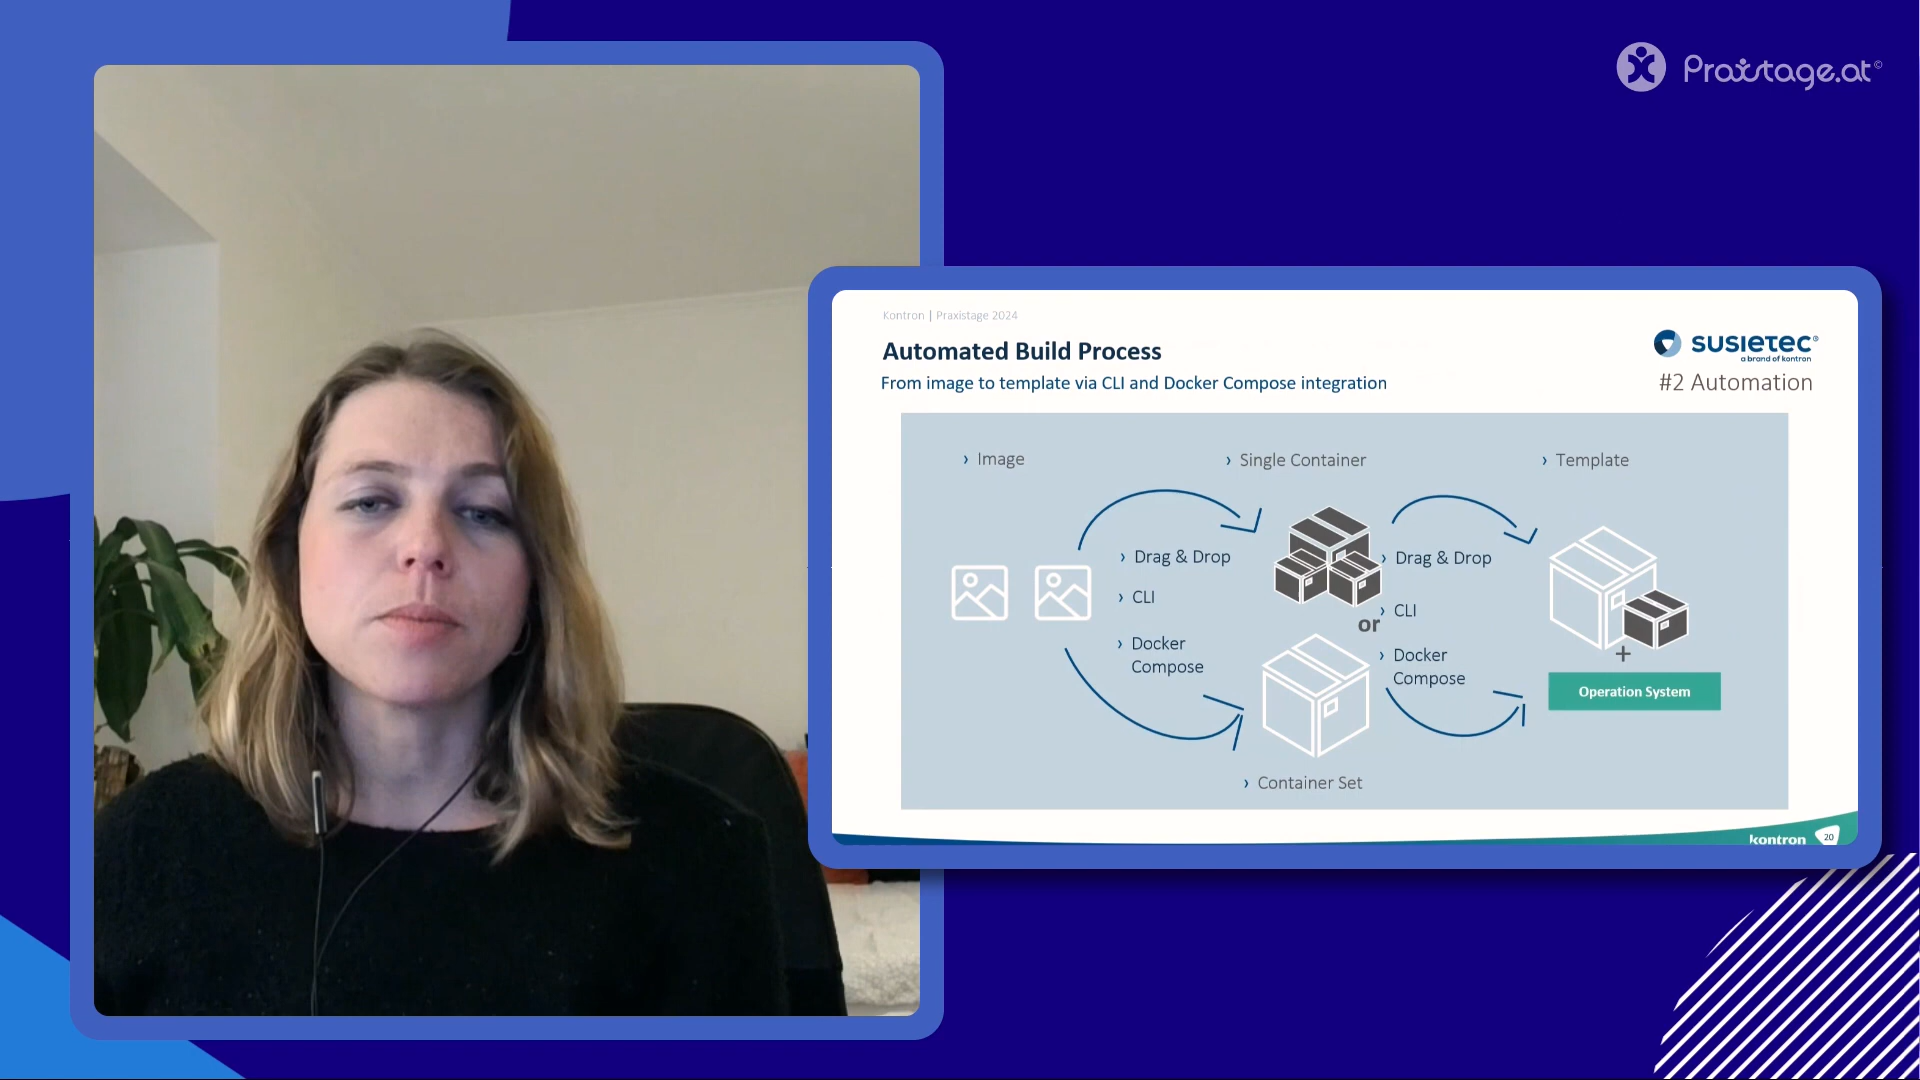 Praxistage.at©
Kontron | Praxistage 2024
Automated Build Process
From image to template via CLI and Docker Compose integration
susietec®
a brand of kontron
#2 Automation
› Image
› Single Container
› Template
› Drag & Drop
› CLI
› Docker
Compose
or
› Drag & Drop
› CLI
› Docker
Compose
+
Operation System
› Container Set
kontron
20